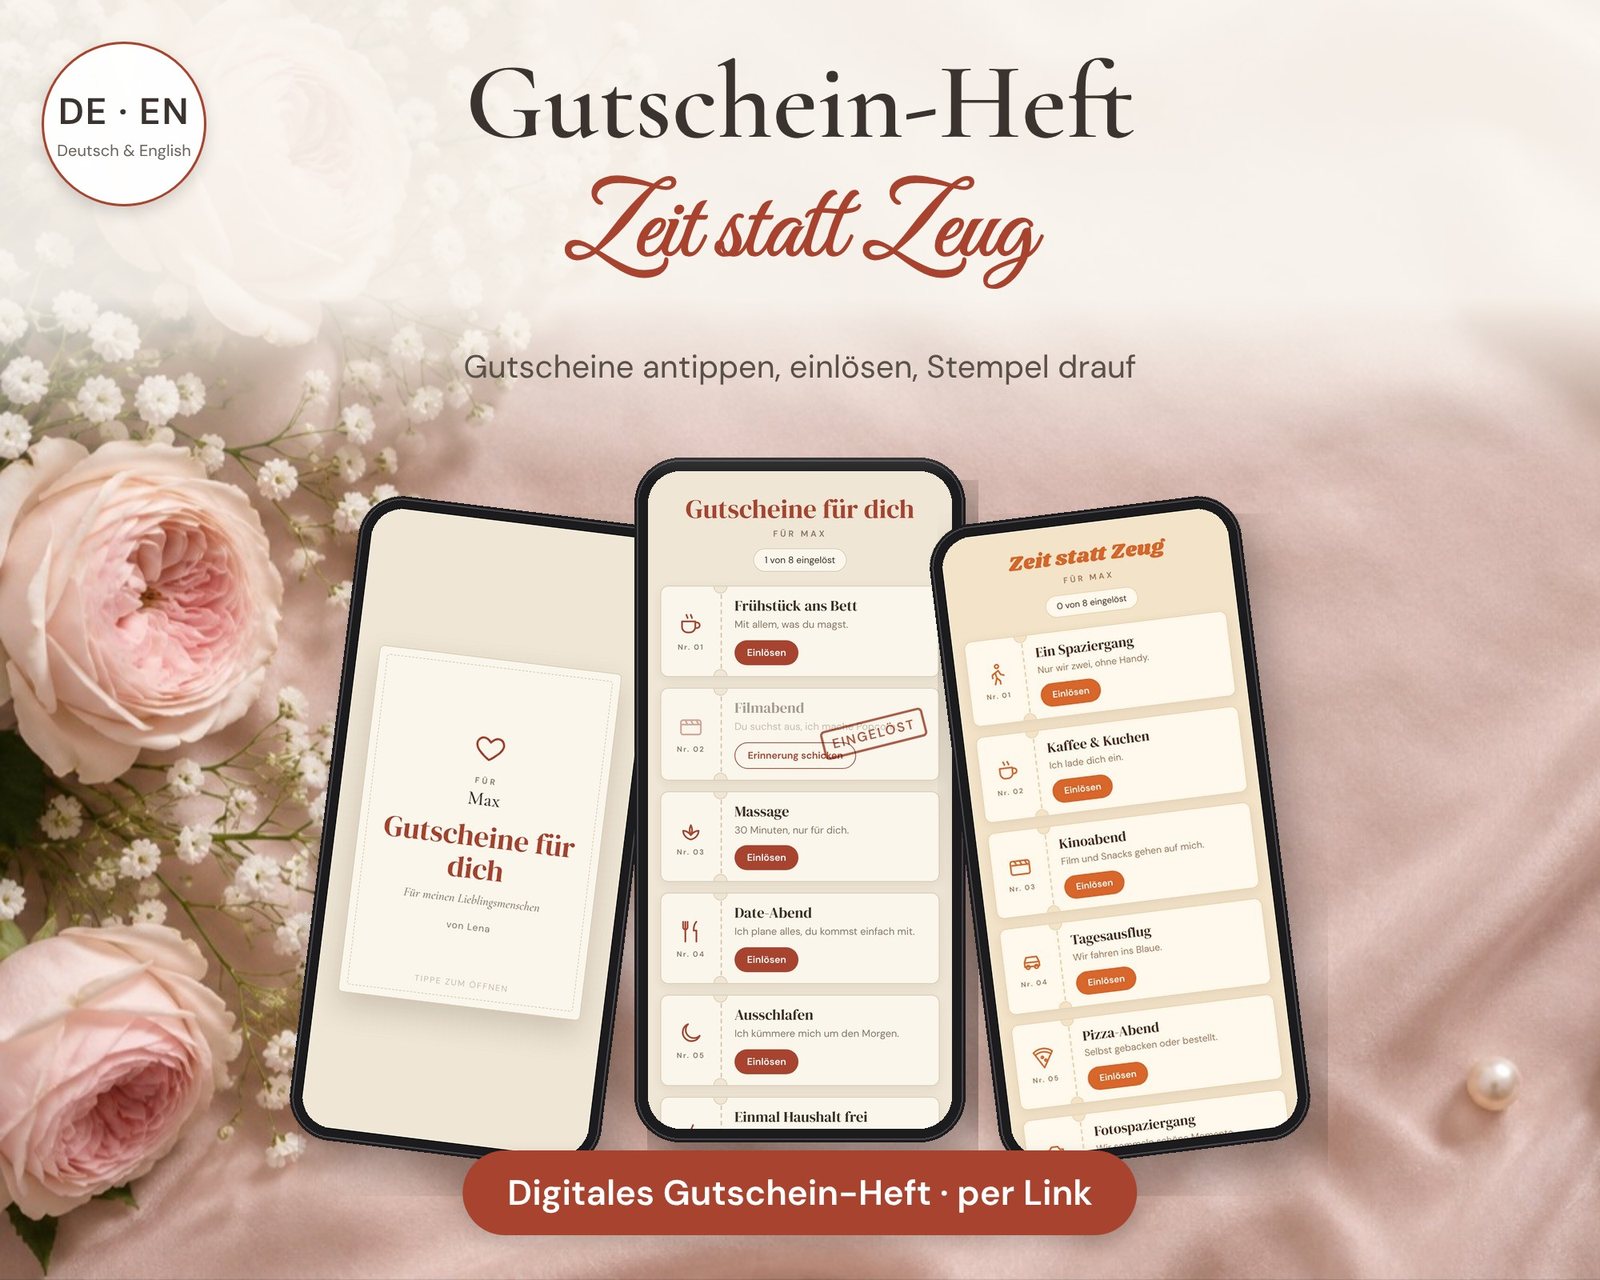 DE · EN
Deutsch & English
Gutschein-Heft
Zeit statt Zeug
Gutscheine antippen, einlösen, Stempel drauf
FÜR
Max
Gutscheine für
dich
Für meinen Lieblingsmenschen
von Lena
TIPPE ZUM ÖFFNEN
Gutscheine für dich
FÜR MAX
1 von 8 eingelöst
Frühstück ans Bett
Mit allem, was du magst.
Nr. 01
Einlösen
Filmabend
Du suchst aus, ich mache
Nr. 02
EINGELÖST
Erinnerung schicken
Massage
30 Minuten, nur für dich.
Nr. 03
Einlösen
Date-Abend
Ich plane alles, du kommst einfach mit.
Nr. 04
Einlösen
Ausschlafen
Ich kümmere mich um den Morgen.
Nr. 05
Einlösen
Einmal Haushalt frei
Zeit statt Zeug
FÜR MAX
0 von 8 eingelöst
Ein Spaziergang
Nur wir zwei, ohne Handy.
Nr. 01
Einlösen
Kaffee & Kuchen
Ich lade dich ein.
Nr. 02
Einlösen
Kinoabend
Film und Snacks gehen auf mich.
Nr. 03
Einlösen
Tagesausflug
Wir fahren ins Blaue.
Nr. 04
Einlösen
Pizza-Abend
Selbst gebacken oder bestellt.
Nr. 05
Einlösen
Fotospaziergang
Digitales Gutschein-Heft · per Link